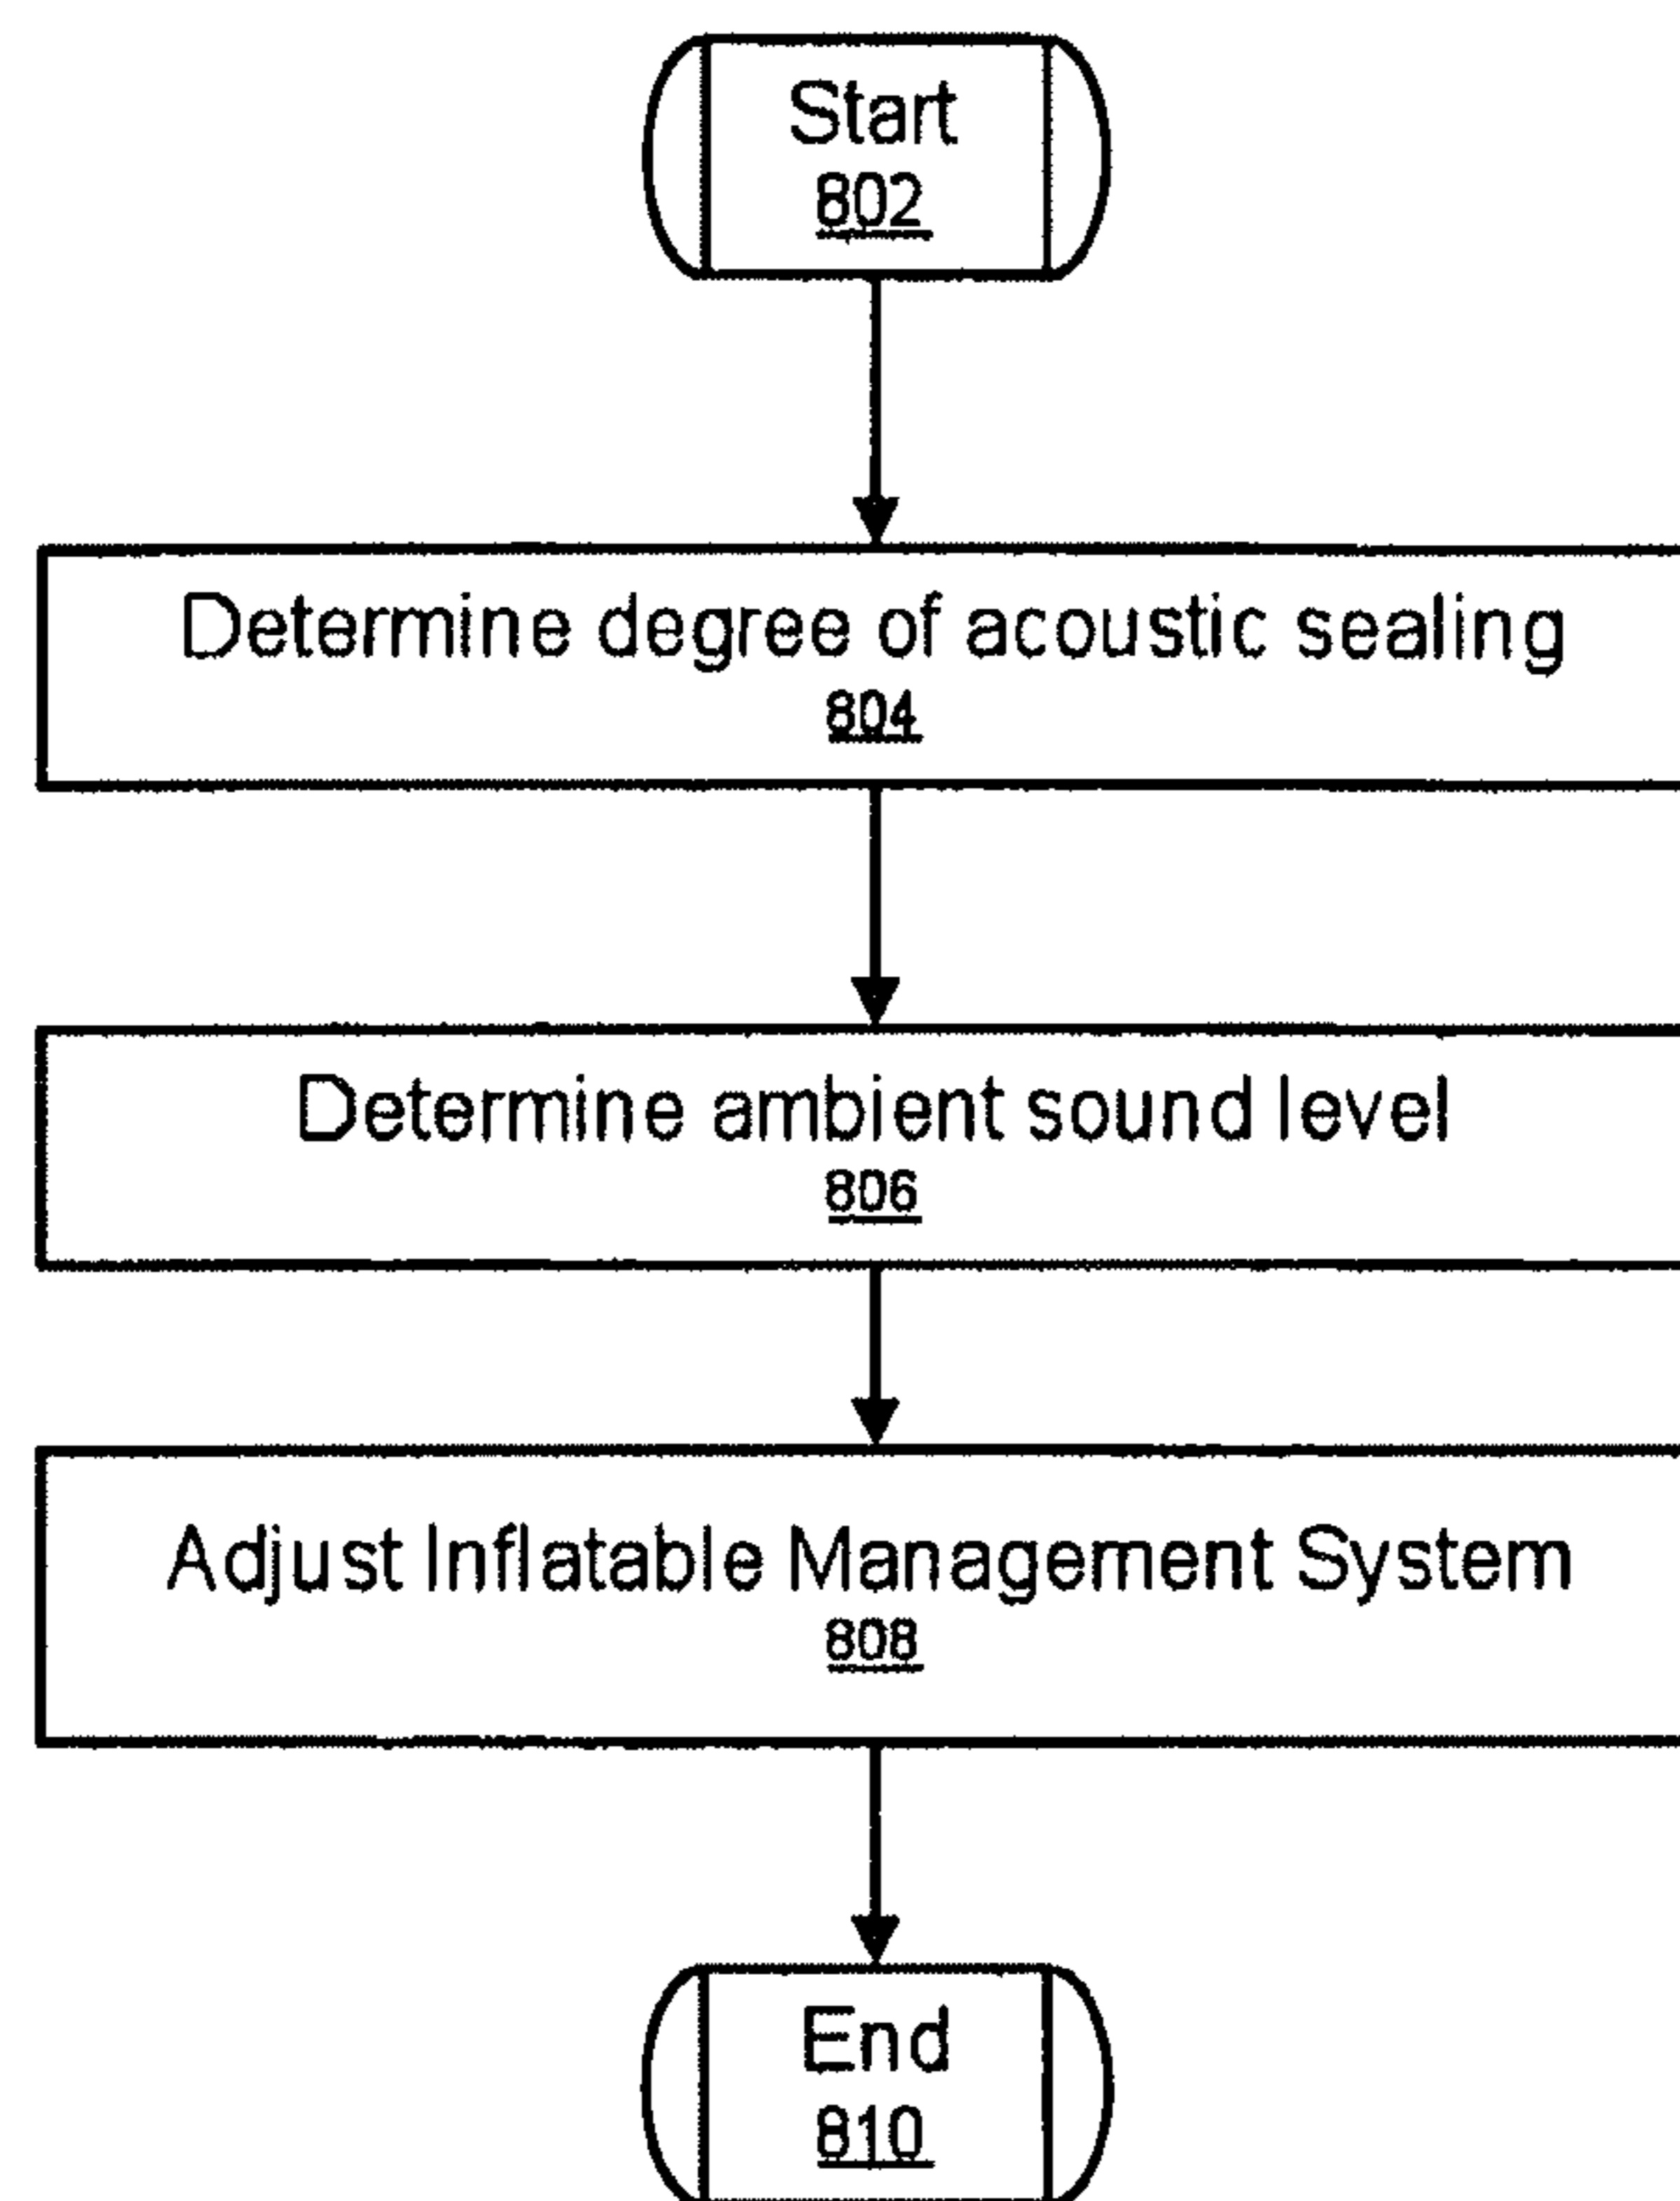 Start
802
Determine degree of acoustic sealing
804
Determine ambient sound level
806
Adjust Inflatable Management System
808
End
810